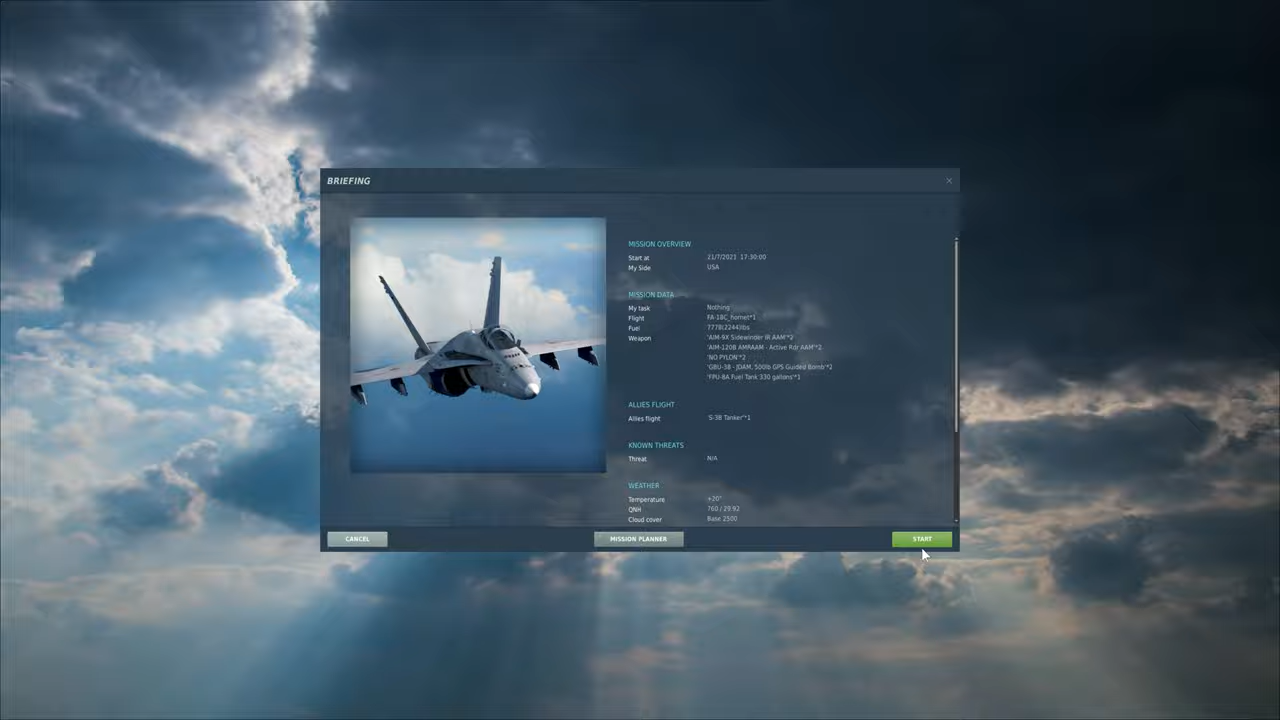 BRIEFING
MISSION OVERVIEW
Start at 21/7/2021 17:30:00
My Side USA
MISSION DATA
My task Nothing
Flight FA-18C_hornet*1
Fuel 7778(2244)lbs
Weapon 'AIM-9X Sidewinder IR AAM'*2
'AIM-120B AMRAAM - Active Rdr AAM'*2
'NO PYLON'*2
'GBU-38 - JDAM, 500lb GPS Guided Bomb'*2
'FPU-8A Fuel Tank 330 gallons'*1
ALLIES FLIGHT
Allies flight 'S-3B Tanker'*1
KNOWN THREATS
Threat N/A
WEATHER
Temperature +20°
QNH 760 / 29.92
Cloud cover Base 2500
CANCEL MISSION PLANNER START